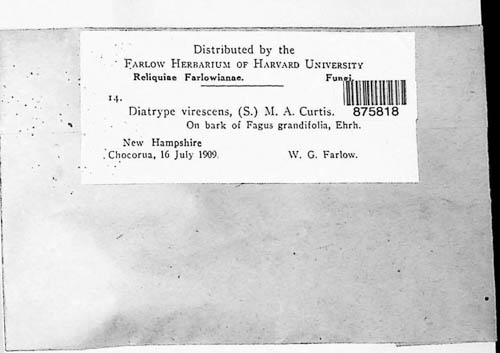 Distributed by the
Farlow Herbarium of Harvard University
Reliquiae Farlowianae. Fungi.
14.
Diatrype virescens, (S.) M. A. Curtis. 875818
On bark of Fagus grandifolia, Ehrh.
New Hampshire
Chocorua, 16 July 1909. W. G. Farlow.